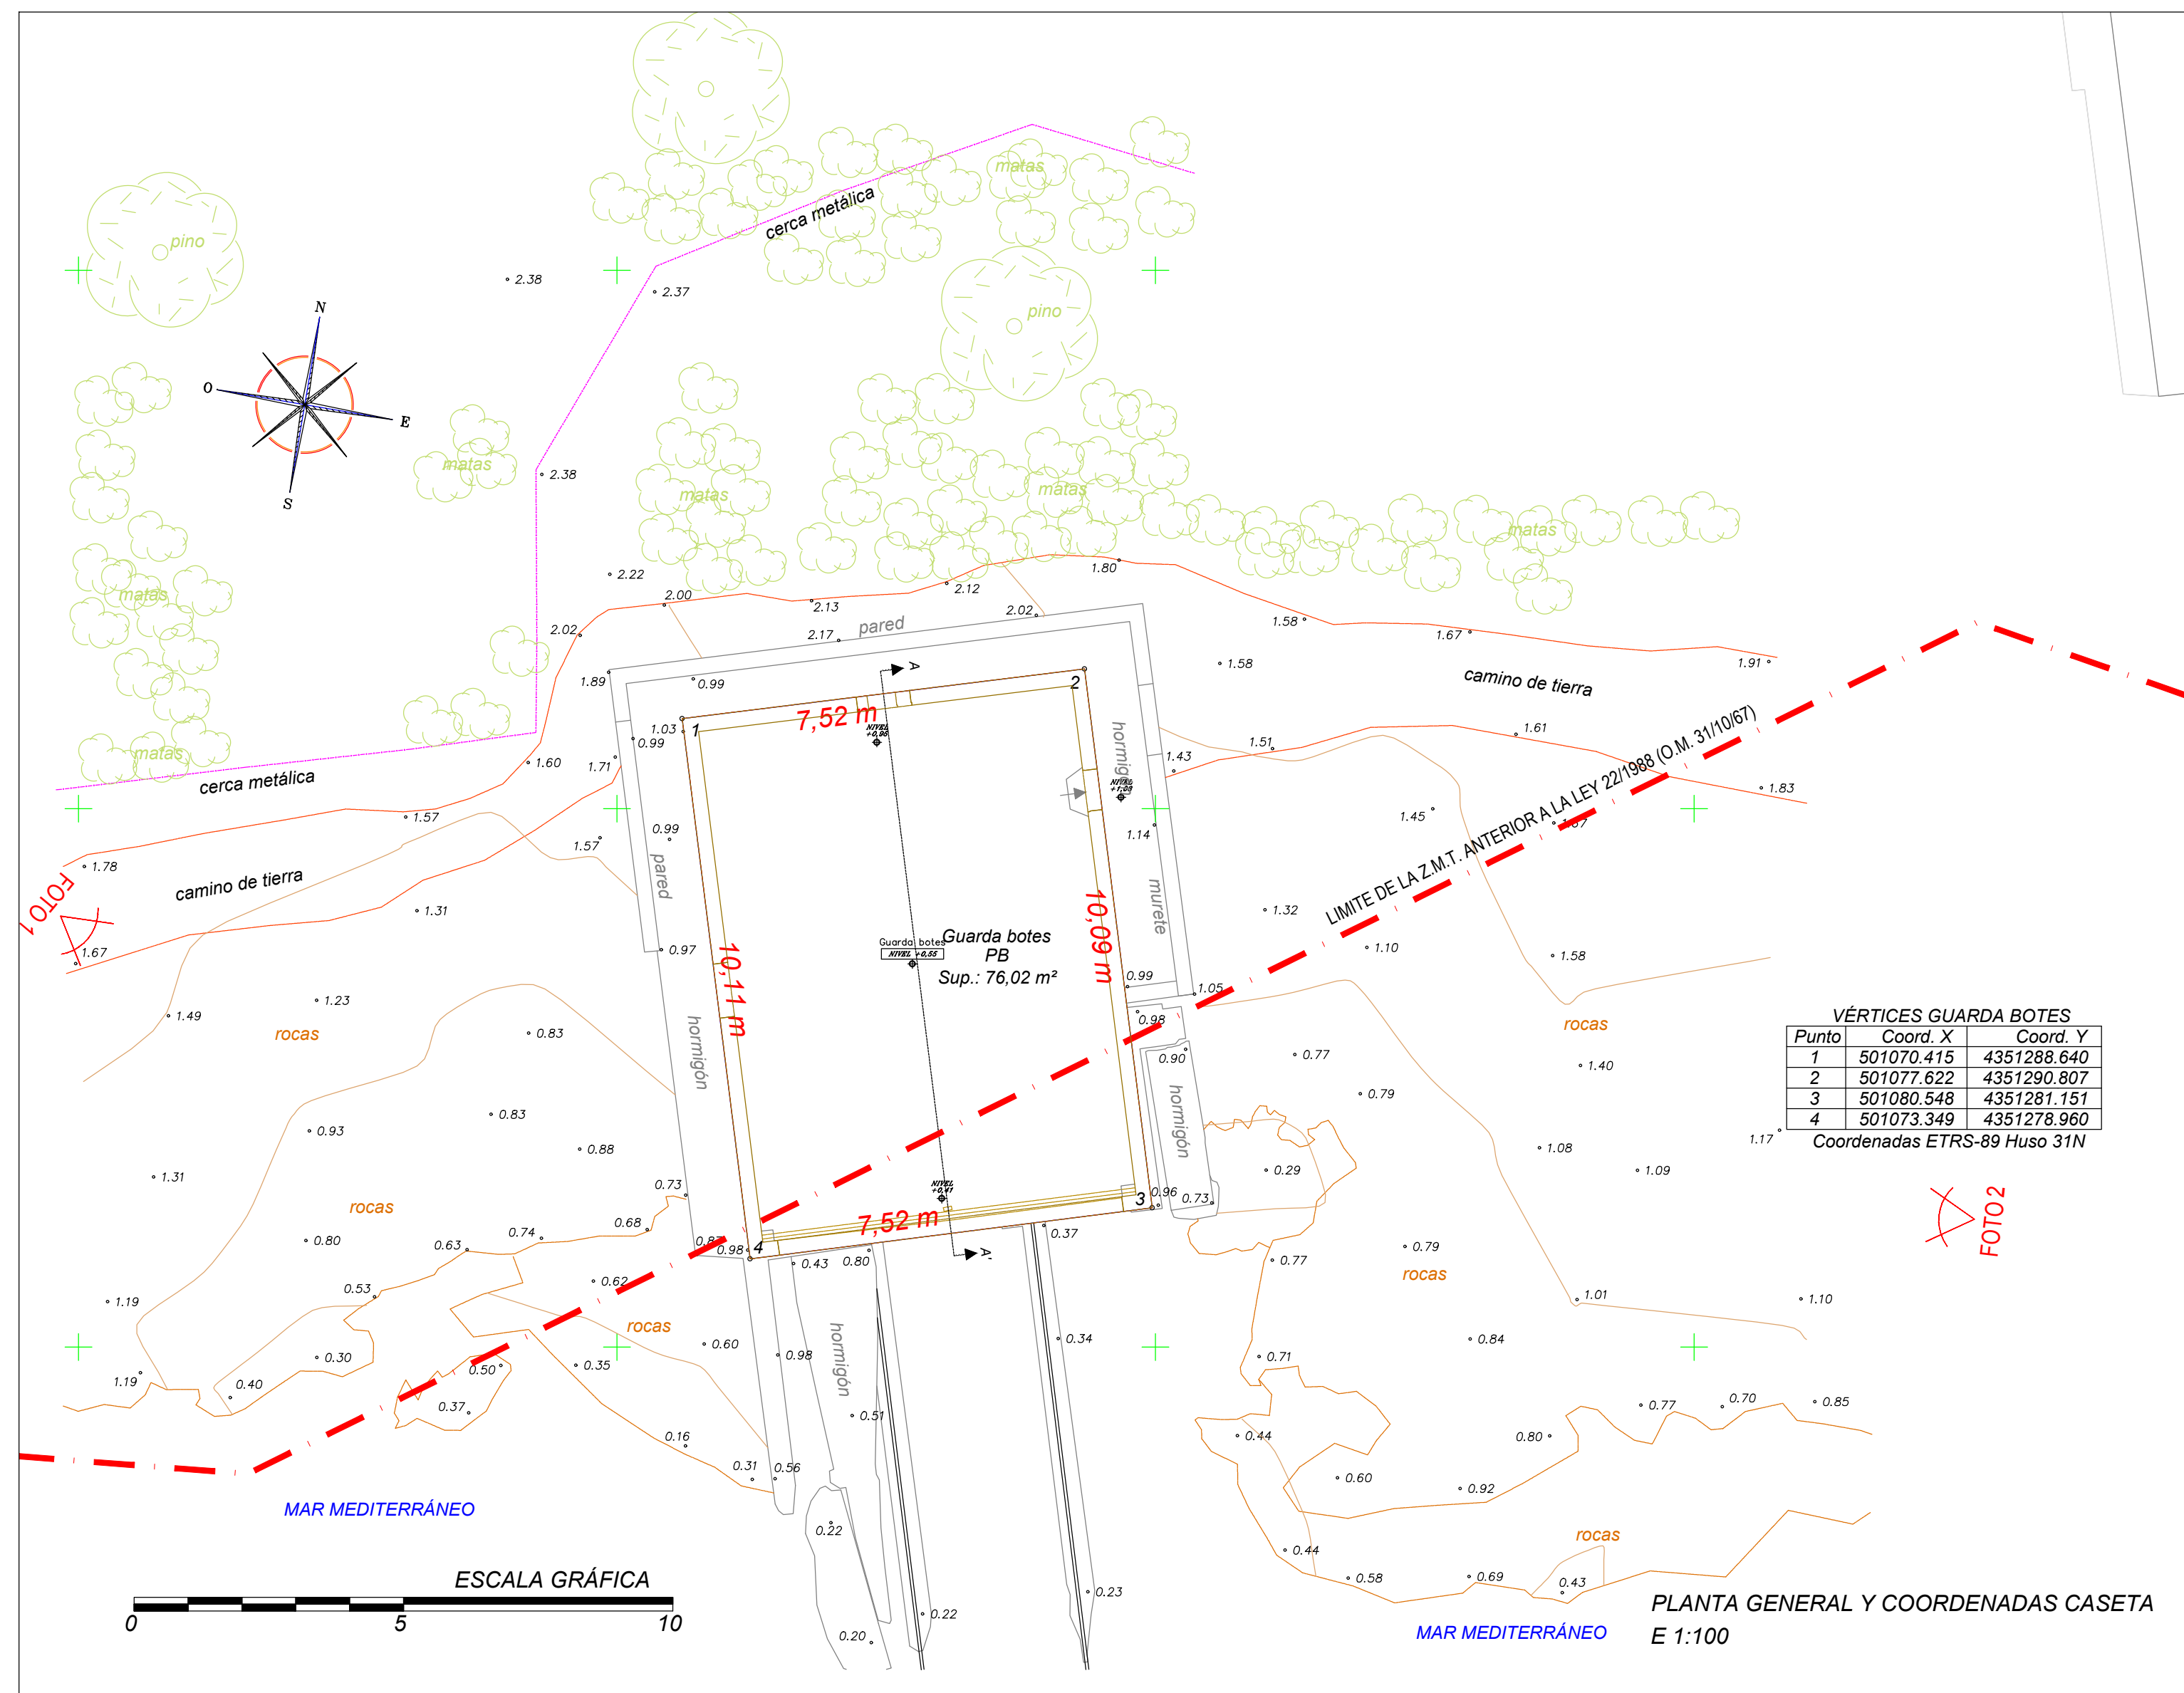 matas
cerca metálica
pino
2.38
2.37
pino
N
O
E
S
2.38
matas
matas
matas
matas
matas
2.22
2.00
2.13
2.12
1.80
2.02
2.17
pared
2.02
1.58
1.67
1.91
1.58
camino de tierra
1.89
0.99
A
2
1.03
1
7,52 m
NIVEL
+0,95
hormigón
matas
cerca metálica
1.60
0.99
1.71
1.43
1.51
1.61
NIVEL
+1,03
1.83
1.57
1.57
0.99
1.14
1.45
LIMITE DE LA Z.M.T. ANTERIOR A LA LEY 22/1988 (O.M. 31/10/67)
1.78
camino de tierra
pared
FOTO 1
1.31
murete
1.32
1.10
1.67
0.97
10,11 m
10,09 m
Guarda botes
NIVEL +0,55
Guarda botes
PB
Sup.: 76,02 m²
1.58
0.99
1.05
1.49
1.23
rocas
0.83
hormigón
0.98
0.90
0.77
rocas
1.40
VÉRTICES GUARDA BOTES
Punto Coord. X Coord. Y
1 501070.415 4351288.640
2 501077.622 4351290.807
3 501080.548 4351281.151
4 501073.349 4351278.960
Coordenadas ETRS-89 Huso 31N
0.93
0.83
0.88
hormigón
0.79
1.08
1.09
1.17
1.31
0.29
0.73
NIVEL
+0,41
3
0.96
0.73
rocas
0.74
0.68
7,52 m
0.37
FOTO 2
0.80
0.63
0.87
0.98
4
0.43
0.80
A'
0.77
0.79
rocas
0.53
0.62
1.19
1.01
1.10
rocas
hormigón
0.60
0.98
0.34
0.84
0.30
0.50
0.35
0.71
1.19
0.40
0.37
0.51
0.77
0.70
0.85
0.16
0.44
0.80
0.31
0.56
0.60
0.92
MAR MEDITERRÁNEO
0.22
rocas
0.44
ESCALA GRÁFICA
0.58
0.69
0.43
0.23
0 5 10
0.22
0.20
PLANTA GENERAL Y COORDENADAS CASETA
MAR MEDITERRÁNEO
E 1:100